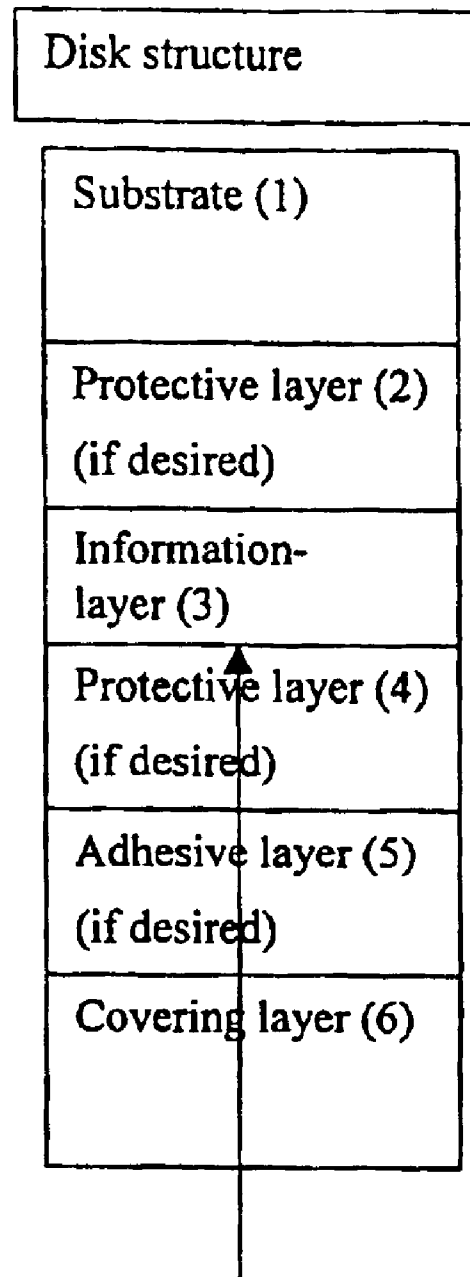 Disk structure
Substrate (1)
Protective layer (2)
(if desired)
Information-
layer (3)
Protective layer (4)
(if desired)
Adhesive layer (5)
(if desired)
Covering layer (6)